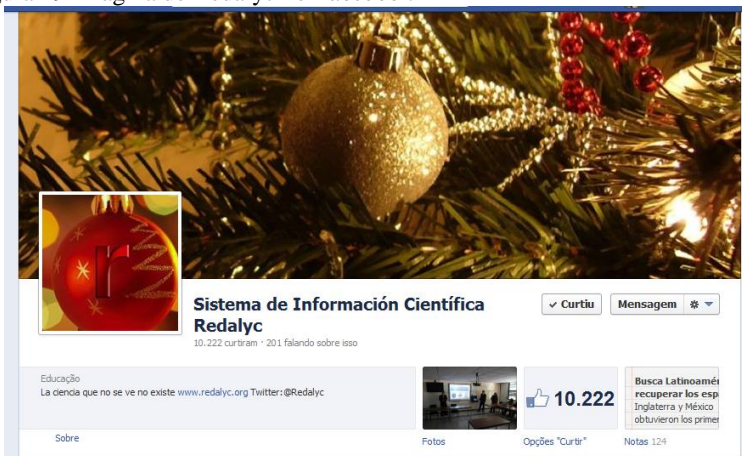 r
Sistema de Información Científica
Redalyc
10.222 curtiram · 201 falando sobre isso
✓ Curtiu
Mensagem
Educação
La ciencia que no se ve no existe www.redalyc.org Twitter:@Redalyc
Sobre
Fotos
10.222
Opções "Curtir"
Busca Latinoamé
recuperar los esp
Inglaterra y México
obtuvieron los primer
Notas 124